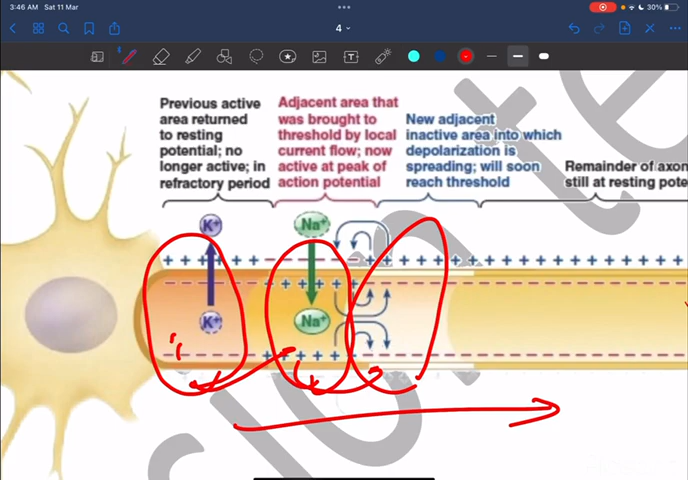 3:46 AM Sat 11 Mar
30%
4
Previous active
area returned
to resting
potential; no
longer active; in
refractory period
Adjacent area that
was brought to
threshold by local
current flow; now
active at peak of
action potential
New adjacent
inactive area into which
depolarization is
spreading; will soon
reach threshold
Remainder of axon
still at resting pote
K+
Na+
+ + + + + + + + – – – – – – – + + + + + + + + + + + + + + + + + + + +
K+
Na+